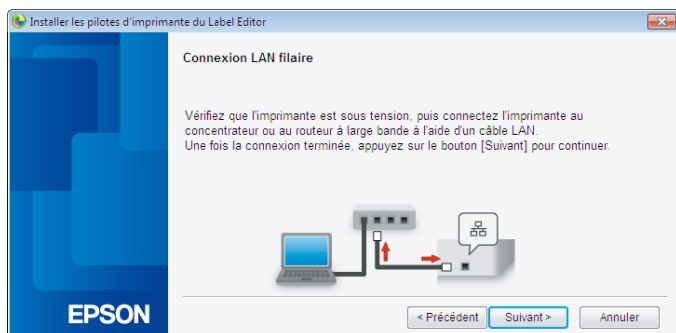 Installer les pilotes d'imprimante du Label Editor
Connexion LAN filaire
Vérifiez que l'imprimante est sous tension, puis connectez l'imprimante au
concentrateur ou au routeur à large bande à l'aide d'un câble LAN.
Une fois la connexion terminée, appuyez sur le bouton [Suivant] pour continuer.
EPSON
< Précédent
Suivant >
Annuler